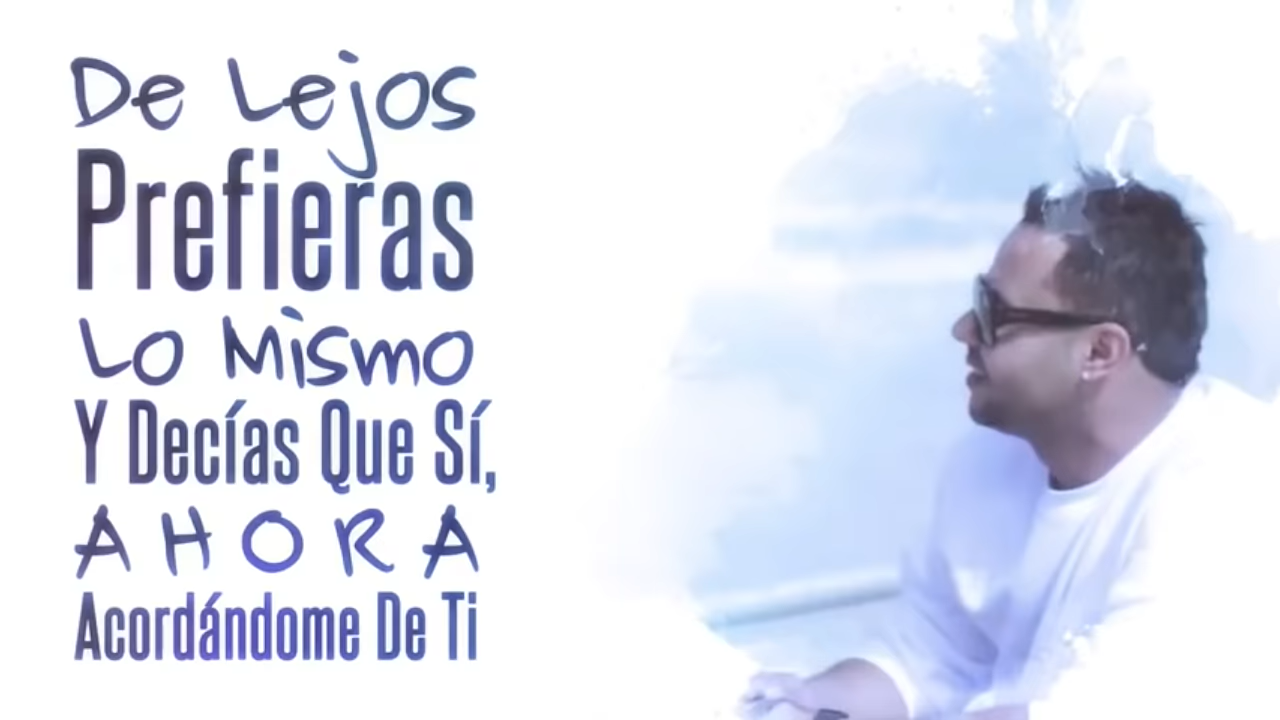 De Lejos
Prefieras
Lo Mismo
Y Decías Que Sí,
AHORA
Acordándome De Ti